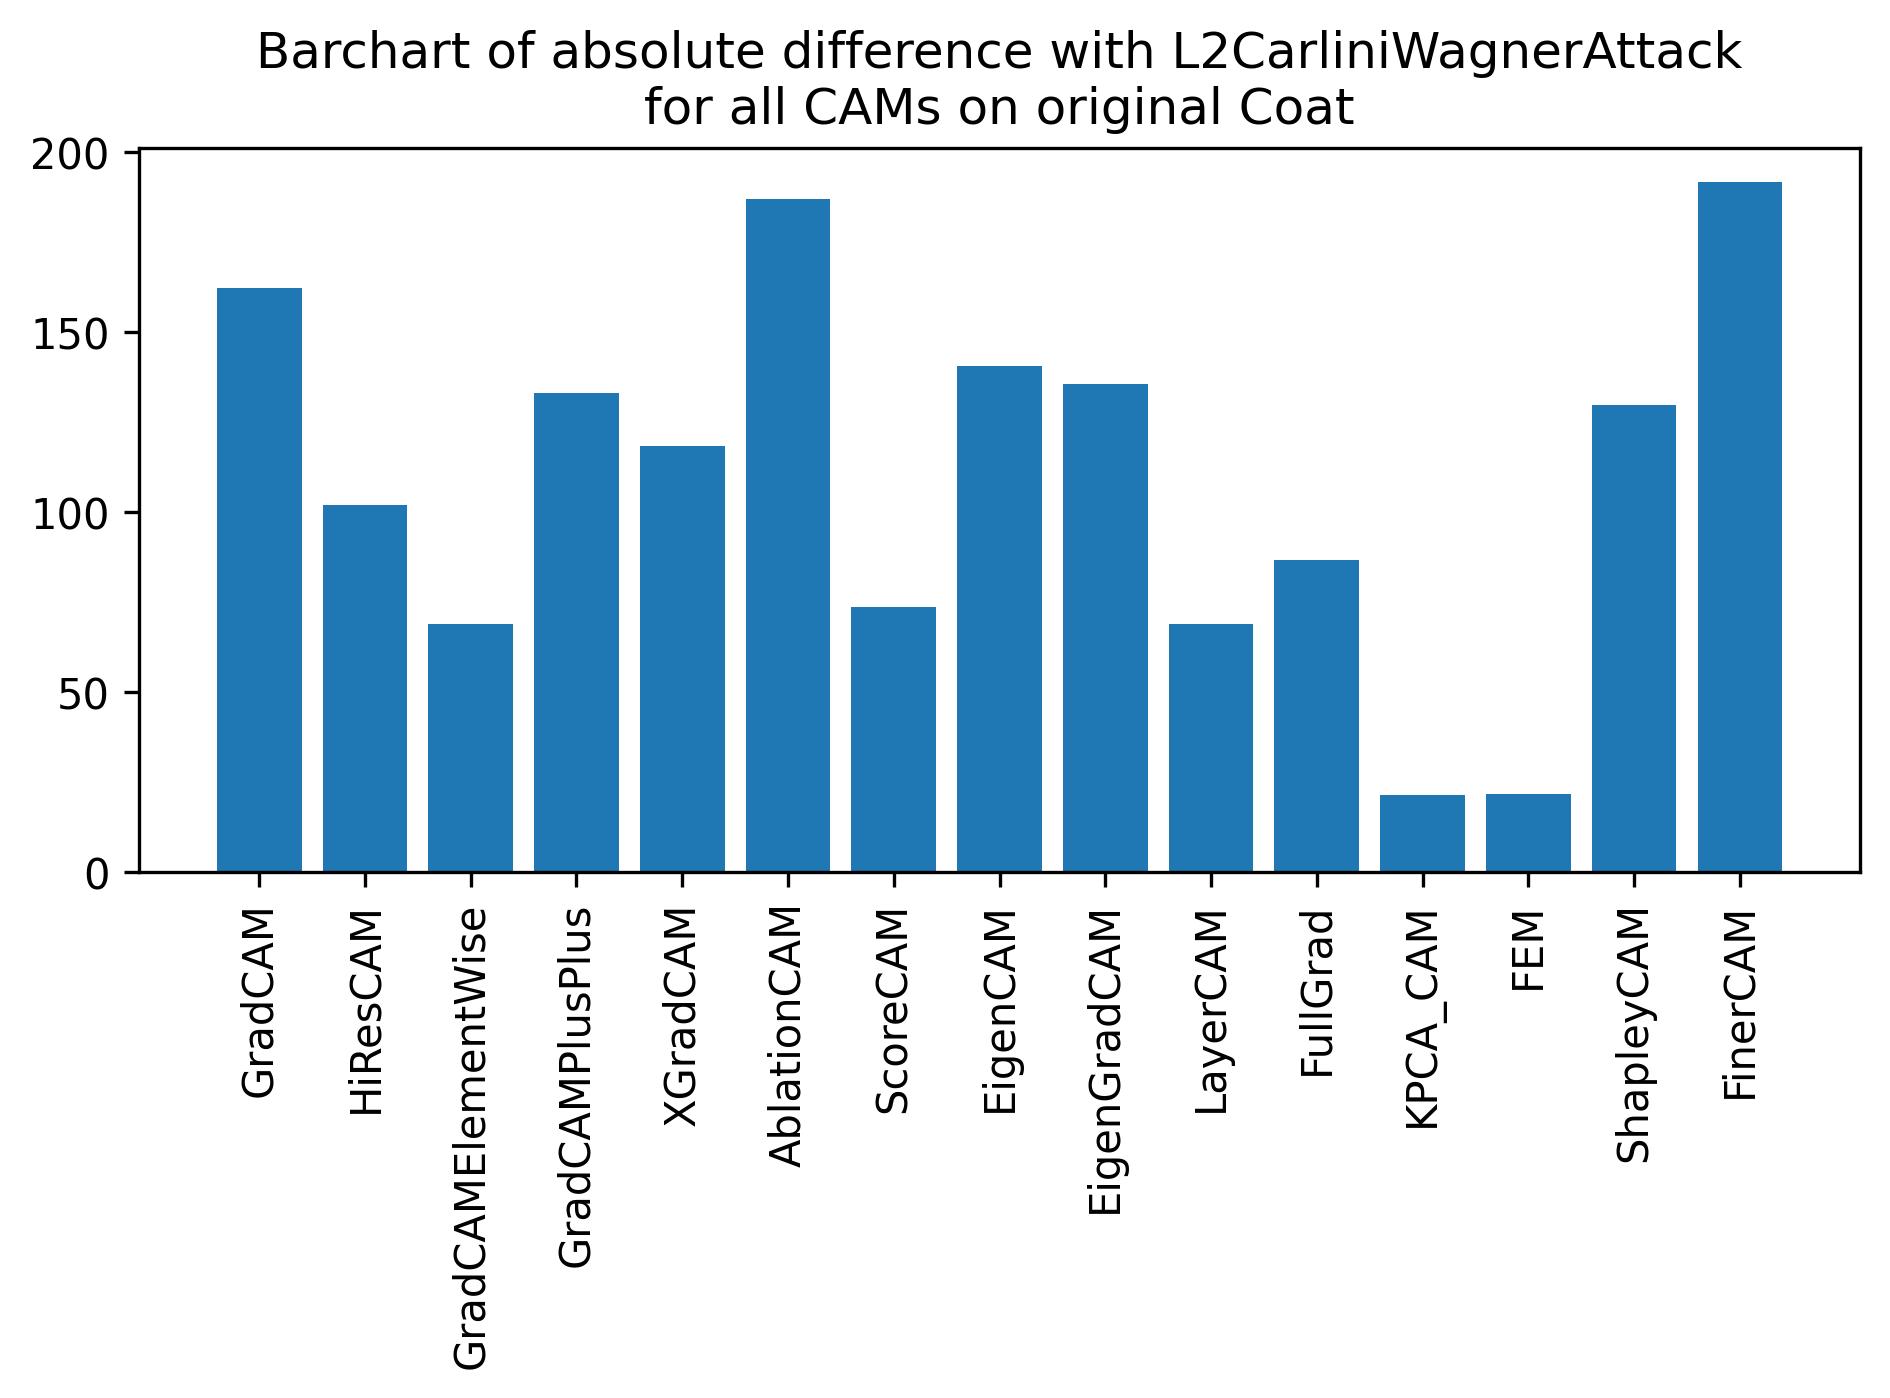 Barchart of absolute difference with L2CarliniWagnerAttack
for all CAMs on original Coat
200
150
100
50
0
GradCAM
HiResCAM
GradCAMElementWise
GradCAMPlusPlus
XGradCAM
AblationCAM
ScoreCAM
EigenCAM
EigenGradCAM
LayerCAM
FullGrad
KPCA_CAM
FEM
ShapleyCAM
FinerCAM